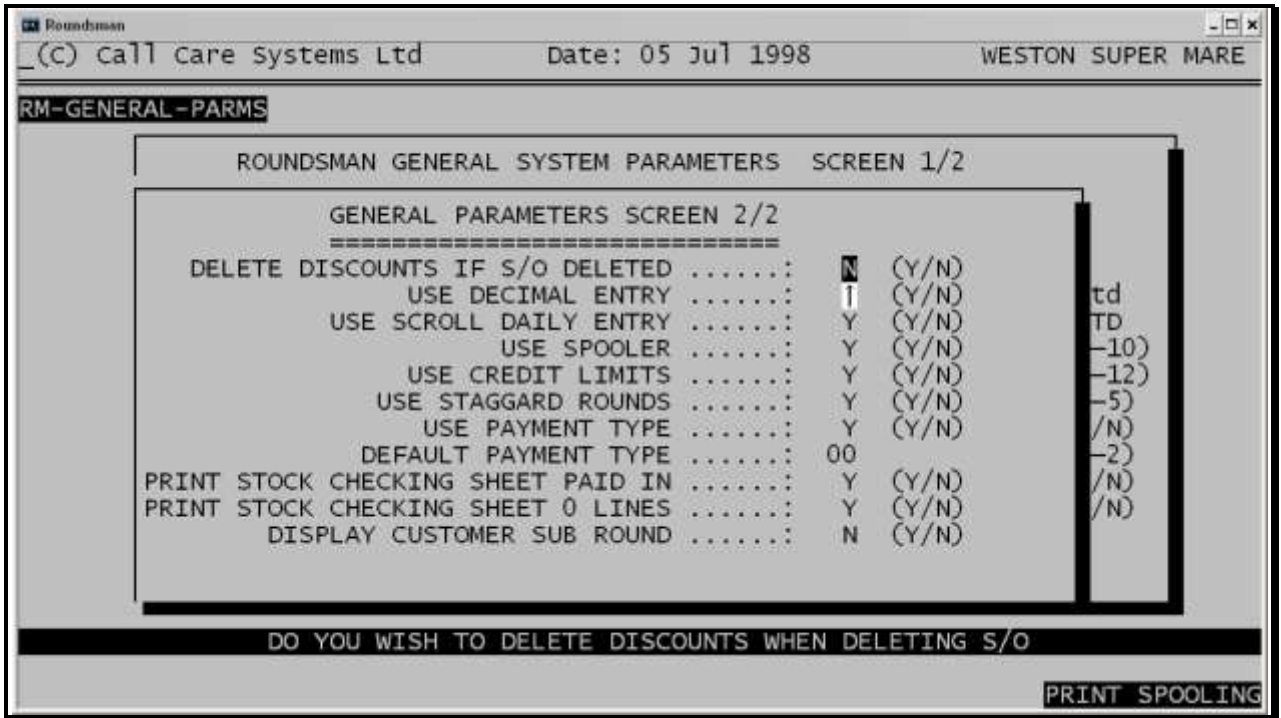 Roundsman
_(C) Call Care Systems Ltd Date: 05 Jul 1998 WESTON SUPER MARE
RM-GENERAL-PARMS
ROUNDSMAN GENERAL SYSTEM PARAMETERS SCREEN 1/2
GENERAL PARAMETERS SCREEN 2/2
=============================
DELETE DISCOUNTS IF S/O DELETED ......: N (Y/N)
USE DECIMAL ENTRY ......: (Y/N) td
USE SCROLL DAILY ENTRY ......: Y (Y/N) TD
USE SPOOLER ......: Y (Y/N) -10)
USE CREDIT LIMITS ......: Y (Y/N) -12)
USE STAGGARD ROUNDS ......: Y (Y/N) -5)
USE PAYMENT TYPE ......: Y (Y/N) /N)
DEFAULT PAYMENT TYPE ......: 00 -2)
PRINT STOCK CHECKING SHEET PAID IN ......: Y (Y/N) /N)
PRINT STOCK CHECKING SHEET 0 LINES ......: Y (Y/N) /N)
DISPLAY CUSTOMER SUB ROUND ......: N (Y/N)
DO YOU WISH TO DELETE DISCOUNTS WHEN DELETING S/O
PRINT SPOOLING